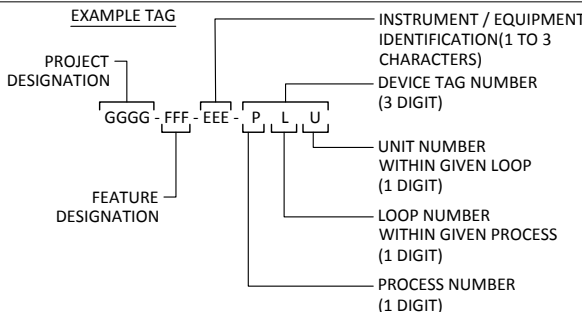 EXAMPLE TAG
INSTRUMENT / EQUIPMENT
IDENTIFICATION(1 TO 3
CHARACTERS)
PROJECT
DESIGNATION
DEVICE TAG NUMBER
(3 DIGIT)
GGGG - FFF - EEE - P L U
UNIT NUMBER
WITHIN GIVEN LOOP
(1 DIGIT)
FEATURE
DESIGNATION
LOOP NUMBER
WITHIN GIVEN PROCESS
(1 DIGIT)
PROCESS NUMBER
(1 DIGIT)